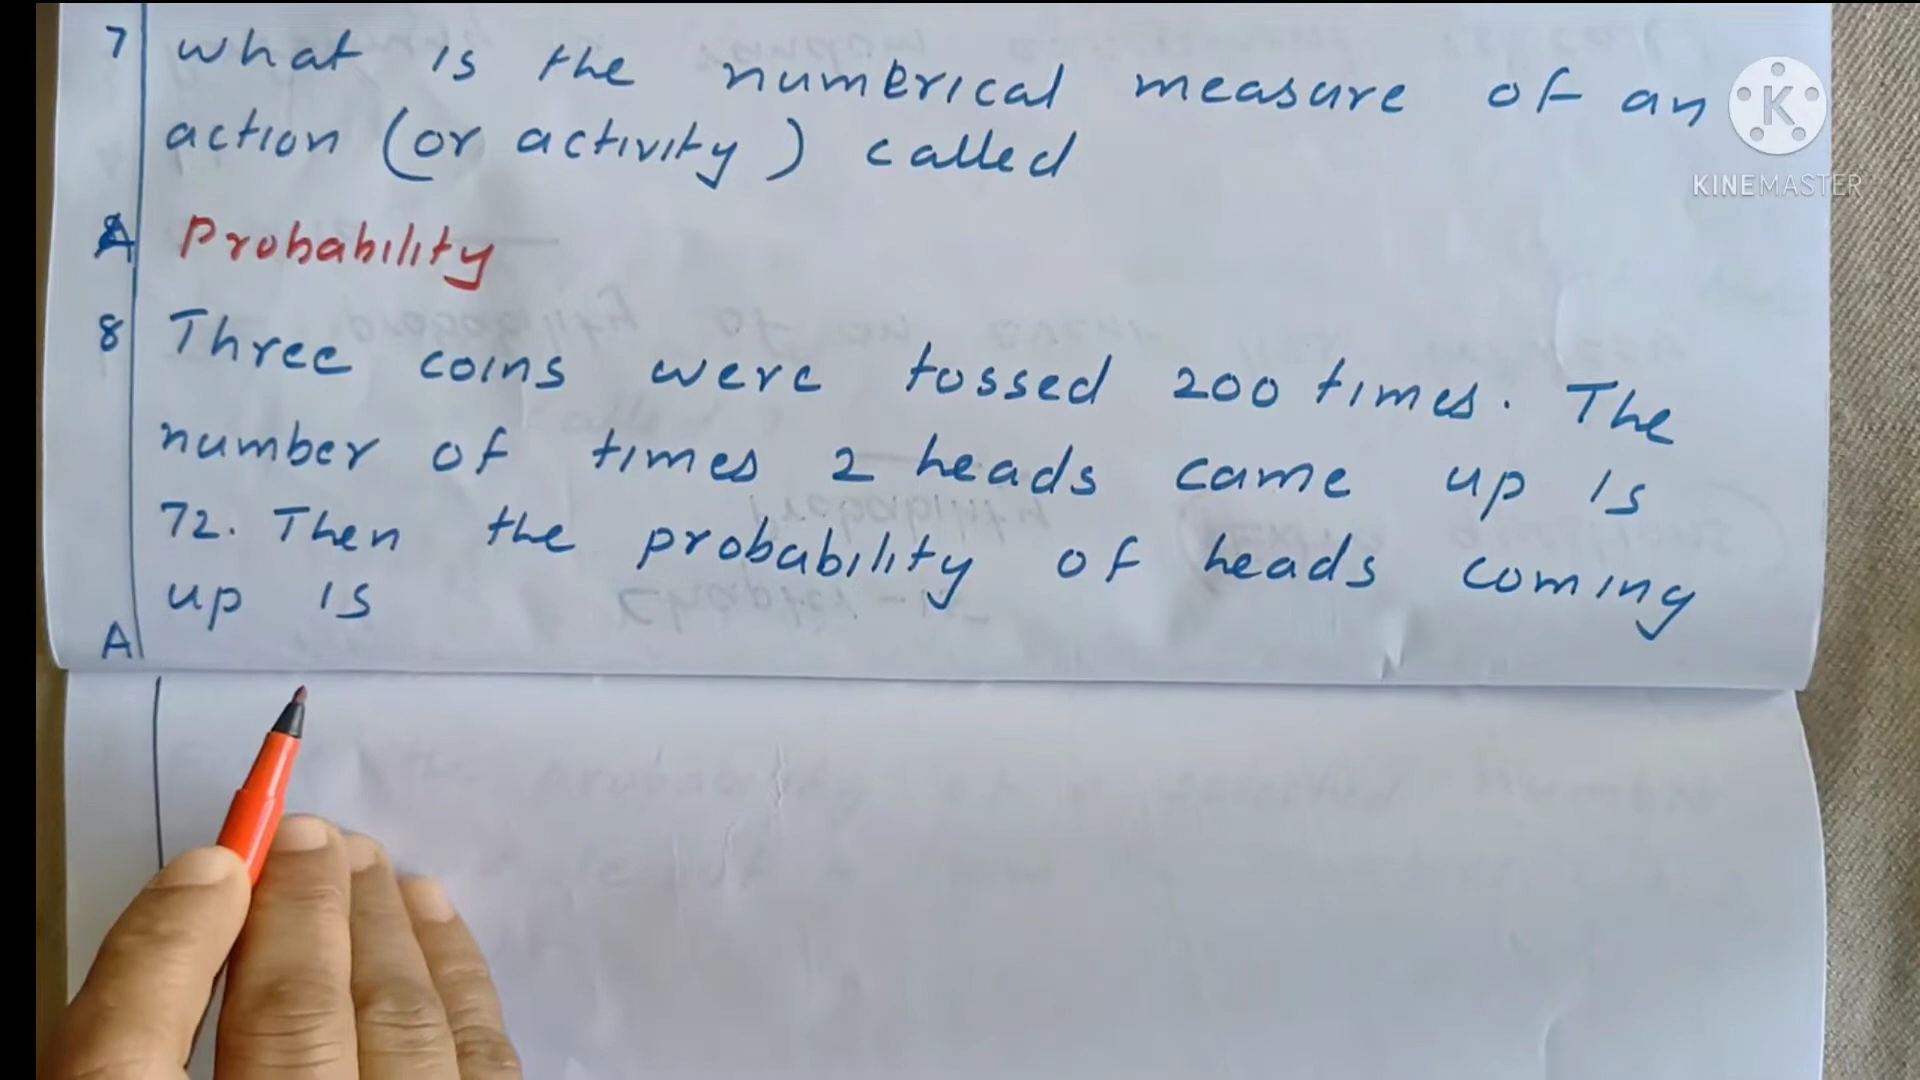 7 what is the numerical measure of an
action (or activity) called
A Probability
8 Three coins were tossed 200 times. The
number of times 2 heads came up is
72. Then the probability of heads coming
up is
A
K
KINEMASTER